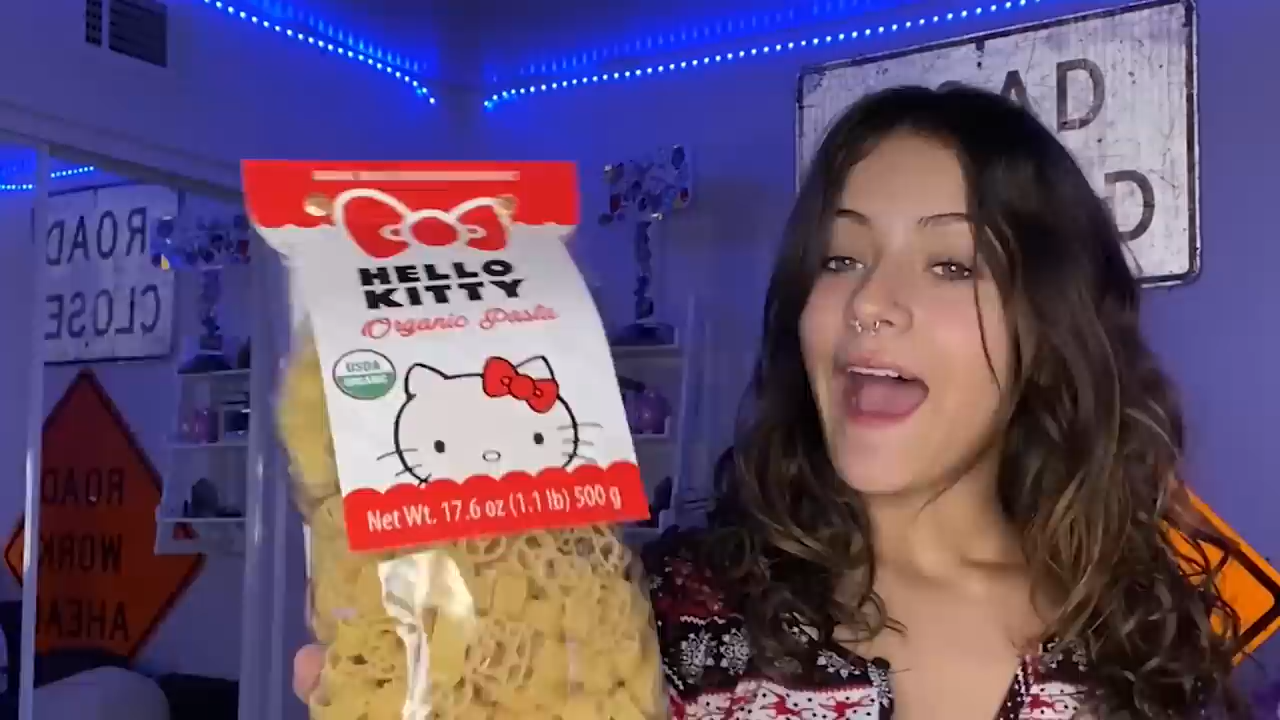 HELLO
KITTY
Organic Pasta
USDA
ORGANIC
Net Wt. 17.6 oz (1.1 lb) 500 g
ROAD
CLOSE
ROAD
WORK
AHEAD